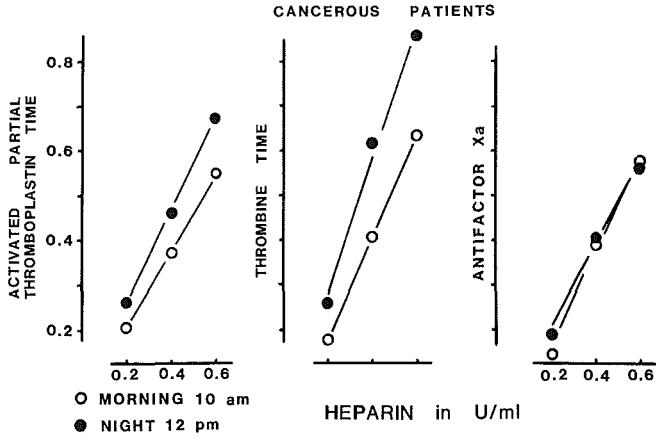 CANCEROUS PATIENTS
ACTIVATED PARTIAL
THROMBOPLASTIN TIME
0.8
0.6
0.4
0.2
0.2 0.4 0.6
THROMBINE TIME
ANTIFACTOR Xa
0.2 0.4 0.6
MORNING 10 am
NIGHT 12 pm
HEPARIN in U/ml